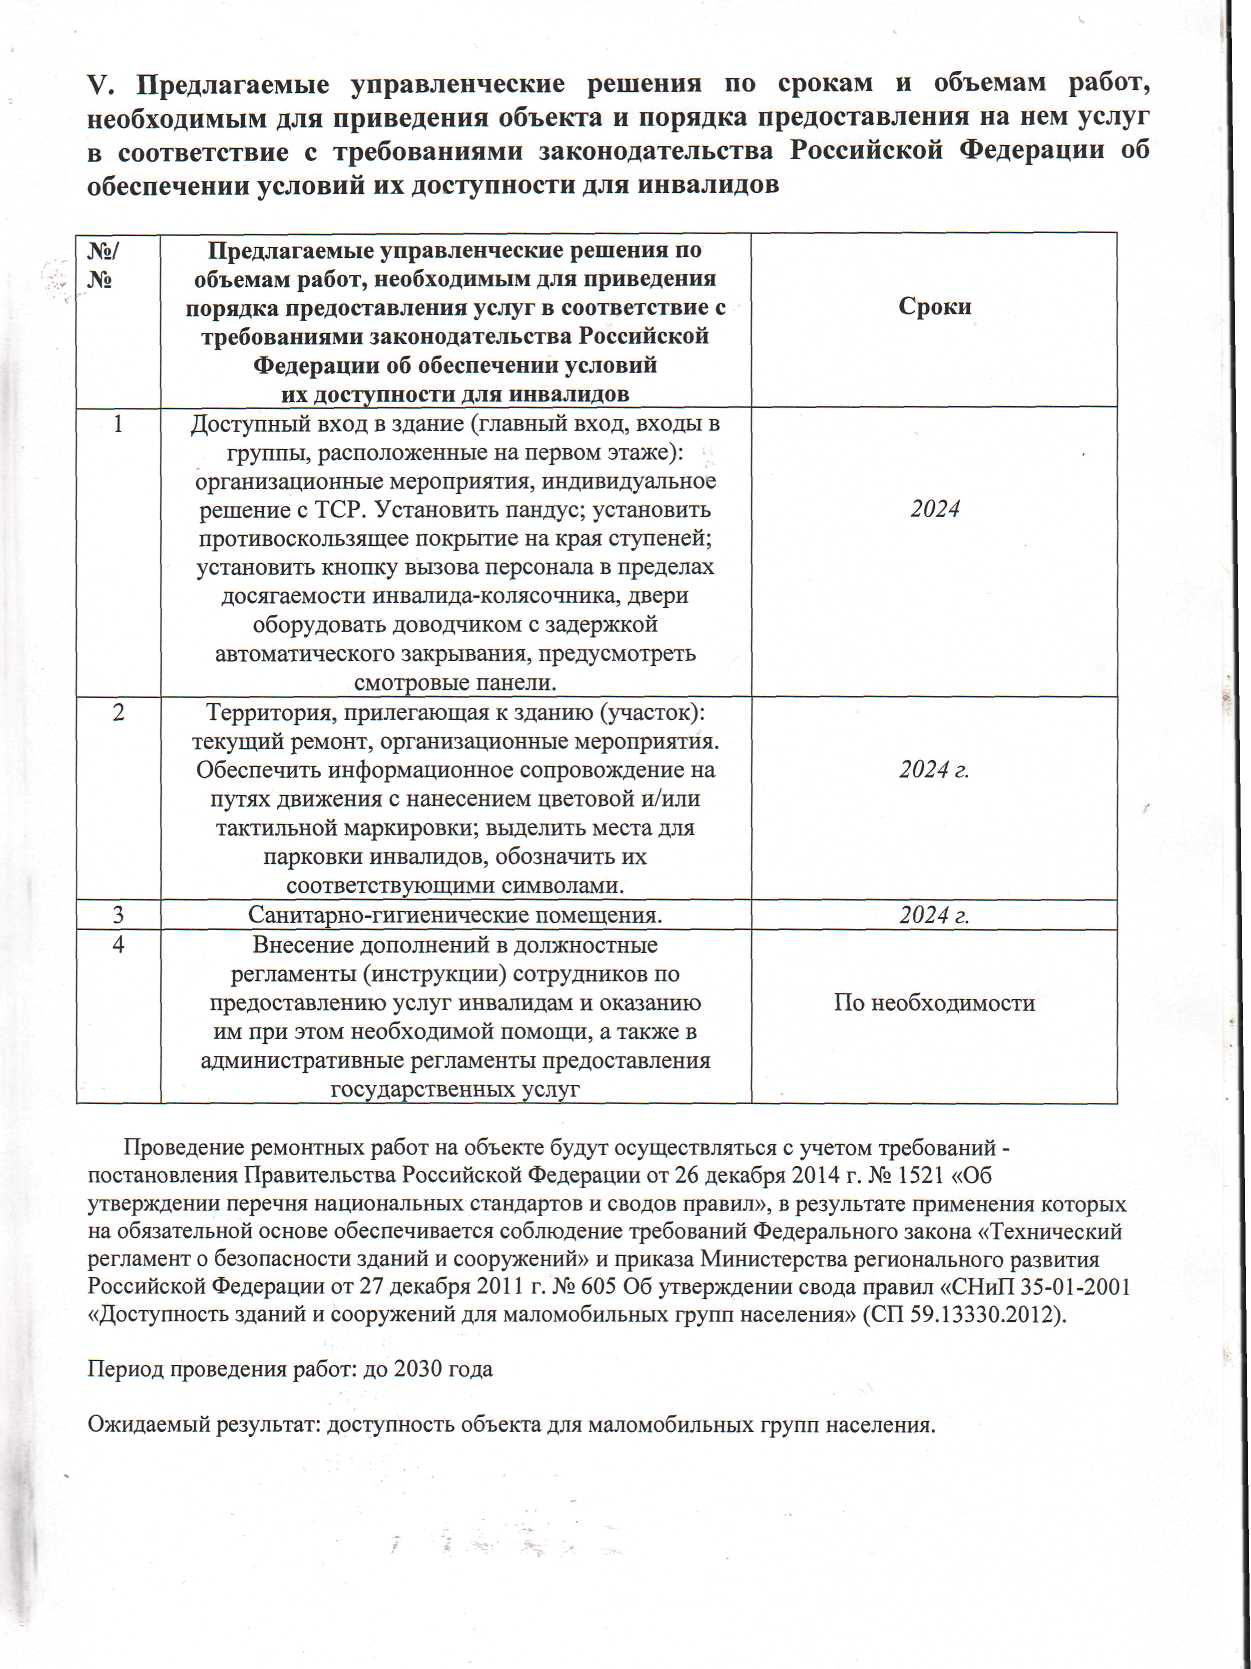 V. Предлагаемые управленческие решения по срокам и объемам работ,
необходимым для приведения объекта и порядка предоставления на нем услуг
в соответствие с требованиями законодательства Российской Федерации об
обеспечении условий их доступности для инвалидов
№/
№
Предлагаемые управленческие решения по
объемам работ, необходимым для приведения
порядка предоставления услуг в соответствие с
требованиями законодательства Российской
Федерации об обеспечении условий
их доступности для инвалидов
Сроки
1
Доступный вход в здание (главный вход, входы в
группы, расположенные на первом этаже):
организационные мероприятия, индивидуальное
решение с ТСР. Установить пандус; установить
противоскользящее покрытие на края ступеней;
установить кнопку вызова персонала в пределах
досягаемости инвалида-колясочника, двери
оборудовать доводчиком с задержкой
автоматического закрывания, предусмотреть
смотровые панели.
2024
2
Территория, прилегающая к зданию (участок):
текущий ремонт, организационные мероприятия.
Обеспечить информационное сопровождение на
путях движения с нанесением цветовой и/или
тактильной маркировки; выделить места для
парковки инвалидов, обозначить их
соответствующими символами.
2024 г.
3
Санитарно-гигиенические помещения.
2024 г.
4
Внесение дополнений в должностные
регламенты (инструкции) сотрудников по
предоставлению услуг инвалидам и оказанию
им при этом необходимой помощи, а также в
административные регламенты предоставления
государственных услуг
По необходимости
Проведение ремонтных работ на объекте будут осуществляться с учетом требований -
постановления Правительства Российской Федерации от 26 декабря 2014 г. № 1521 «Об
утверждении перечня национальных стандартов и сводов правил», в результате применения которых
на обязательной основе обеспечивается соблюдение требований Федерального закона «Технический
регламент о безопасности зданий и сооружений» и приказа Министерства регионального развития
Российской Федерации от 27 декабря 2011 г. № 605 Об утверждении свода правил «СНиП 35-01-2001
«Доступность зданий и сооружений для маломобильных групп населения» (СП 59.13330.2012).
Период проведения работ: до 2030 года
Ожидаемый результат: доступность объекта для маломобильных групп населения.